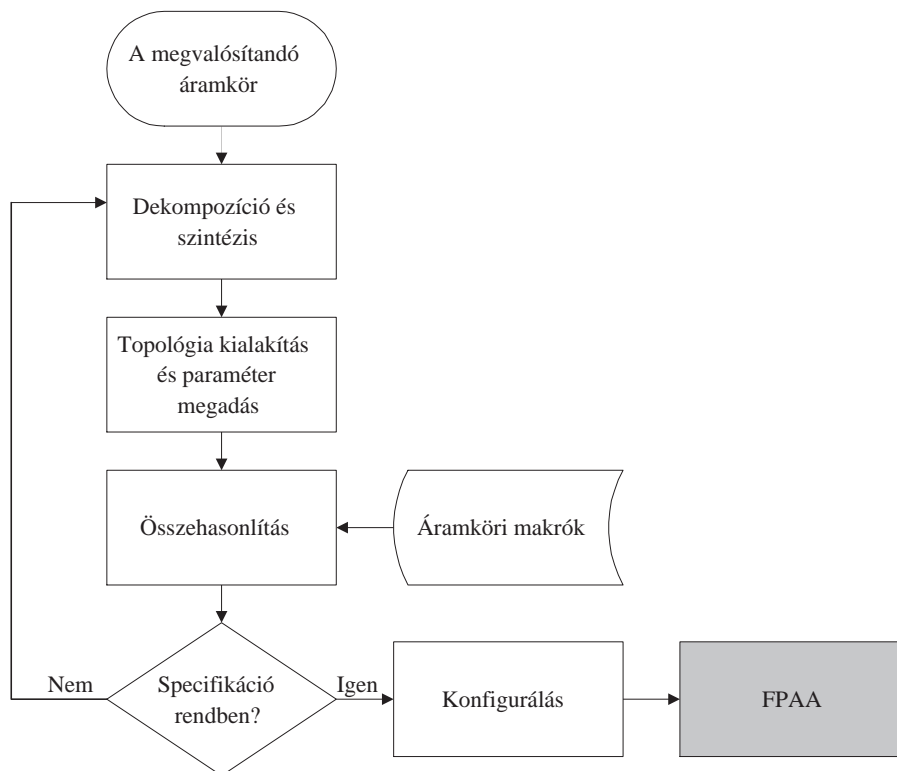 A megvalósítandó
áramkör
Dekompozíció és
szintézis
Topológia kialakítás
és paraméter
megadás
Összehasonlítás
Áramköri makrók
Nem
Specifikáció
rendben?
Igen
Konfigurálás
FPAA